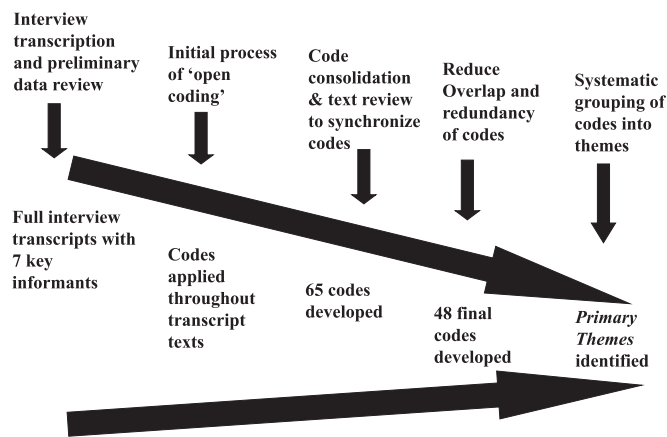 Interview
transcription
and preliminary
data review
Initial process
of ‘open
coding’
Code
consolidation
& text review
to synchronize
codes
Reduce
Overlap and
redundancy
of codes
Systematic
grouping of
codes into
themes
Full interview
transcripts with
7 key
informants
Codes
applied
throughout
transcript
texts
65 codes
developed
48 final
codes
developed
Primary
Themes
identified